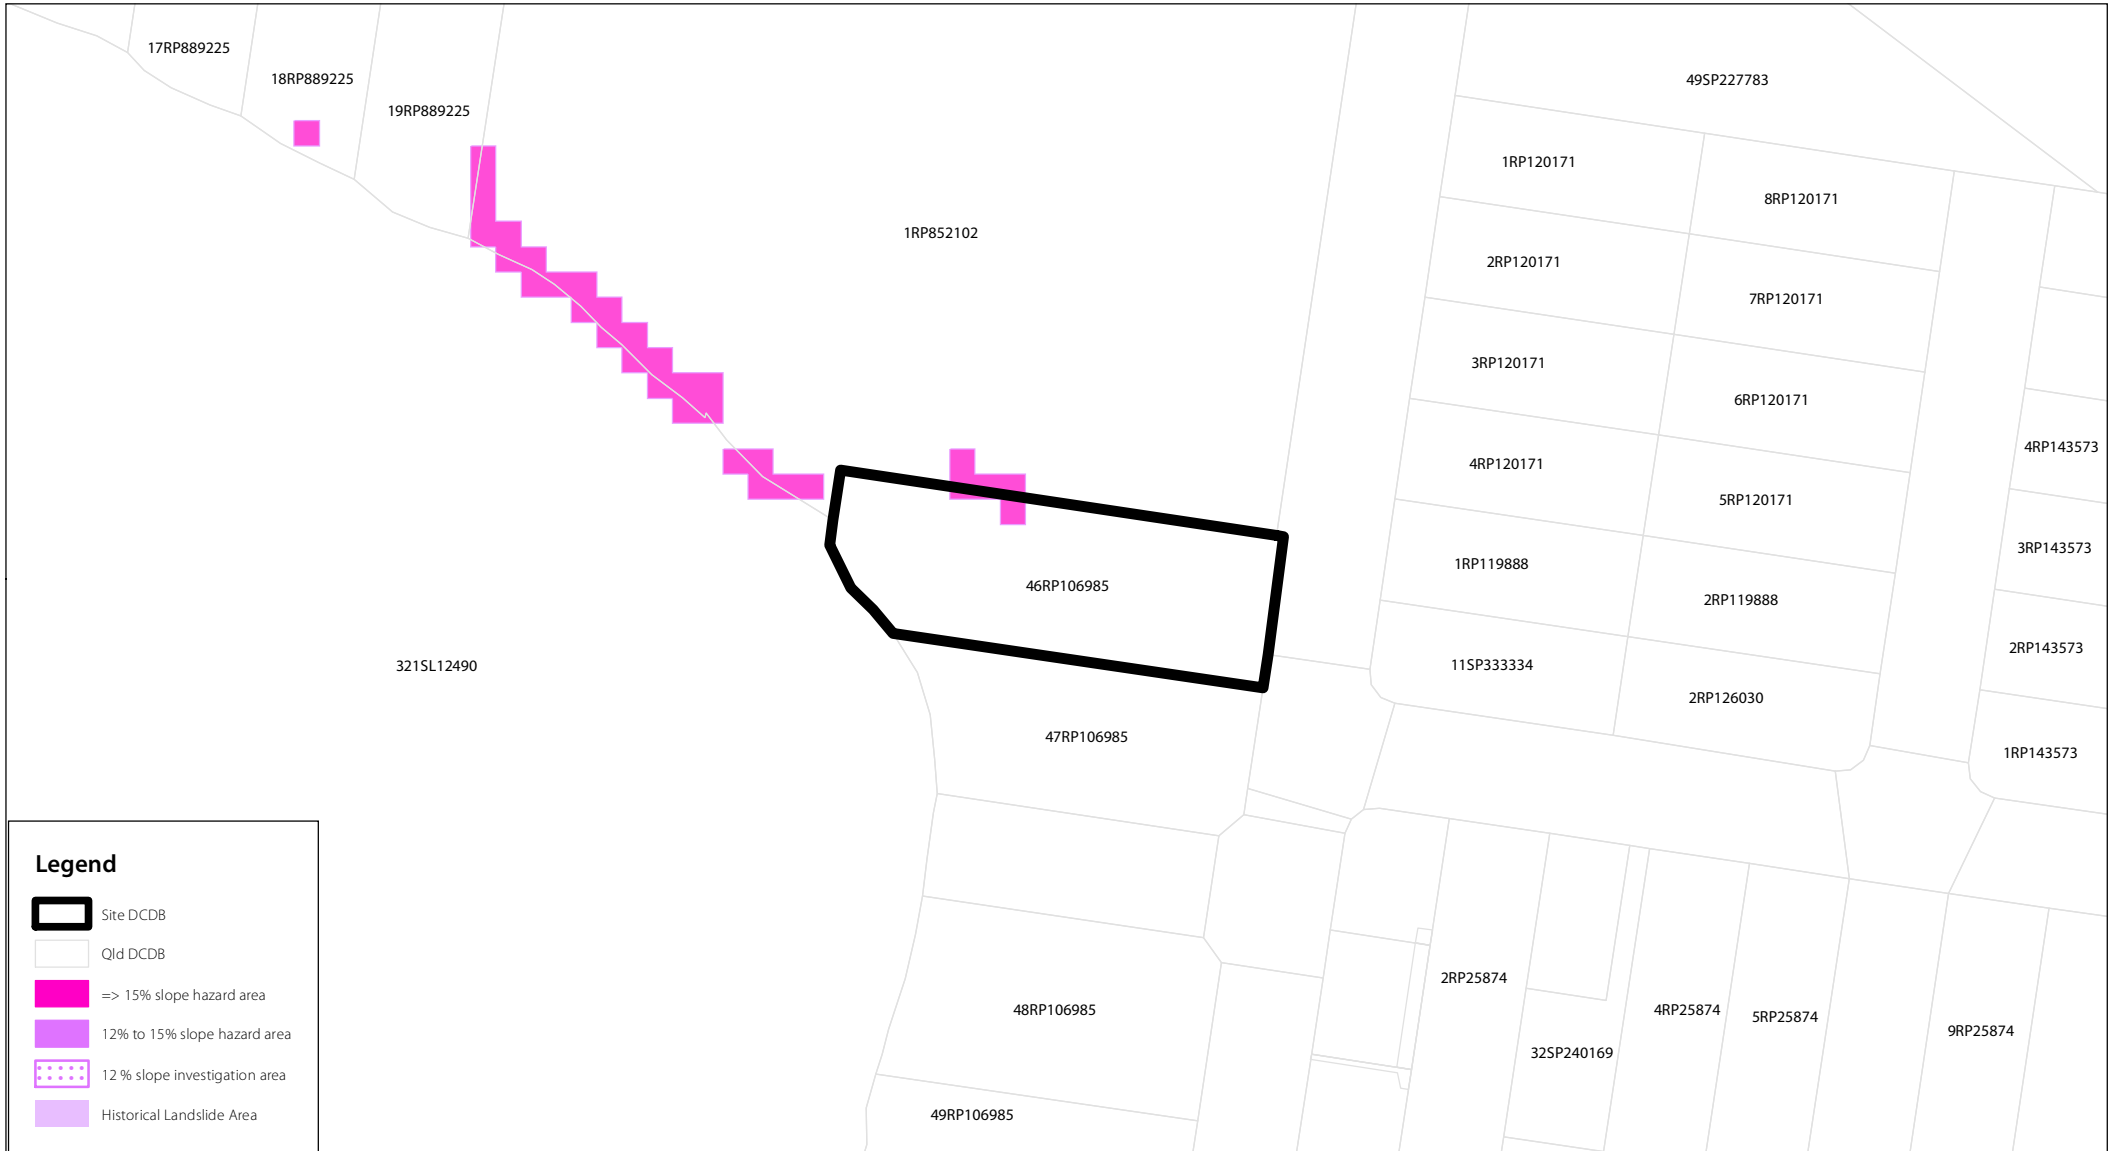 17RP889225
18RP889225
19RP889225
49SP227783
1RP120171
8RP120171
1RP852102
2RP120171
7RP120171
3RP120171
6RP120171
4RP143573
4RP120171
5RP120171
3RP143573
1RP119888
46RP106985
2RP119888
2RP143573
321SL12490
11SP333334
2RP126030
47RP106985
1RP143573
2RP25874
48RP106985
4RP25874
5RP25874
9RP25874
32SP240169
49RP106985
Legend
Site DCDB
Qld DCDB
=> 15% slope hazard area
12% to 15% slope hazard area
12 % slope investigation area
Historical Landslide Area